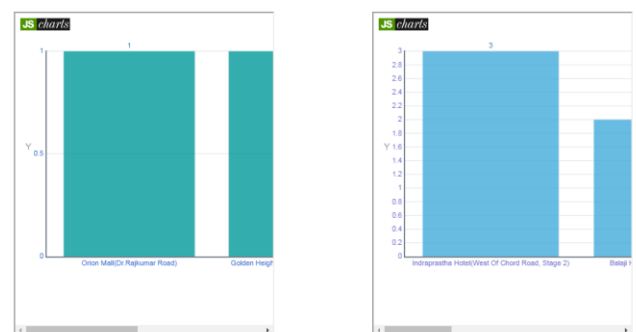 JS charts
1
1
Y
0.5
0
Orion Mall(Dr.Rajkumar Road)
Golden Heigh
JS charts
3
3
2.8
2.6
2.4
2.2
2
1.8
Y
1.6
1.4
1.2
1
0.8
0.6
0.4
0.2
0
Indraprastha Hotel(West Of Chord Road, Stage 2)
Balaji H